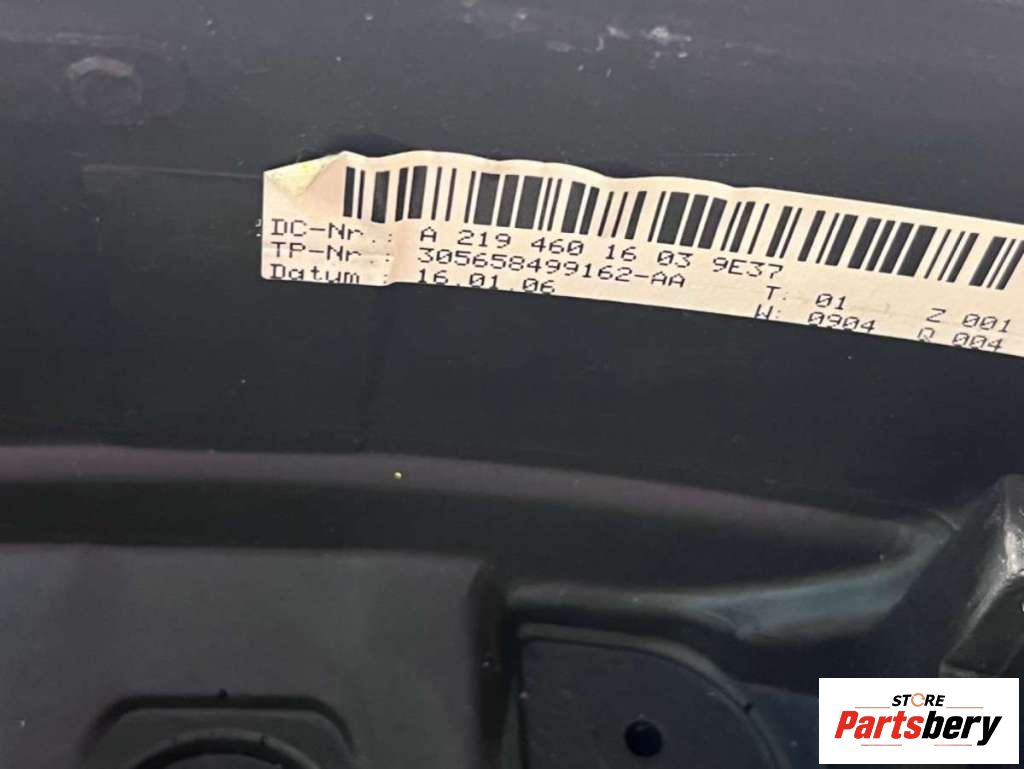 DC-Nr.: A 219 460 16 03 9E37
TP-Nr.: 305658499162-AA
Datum : 16.01.06
T: 01 Z 001
W: 0904 Q 004
STORE
Partsbery